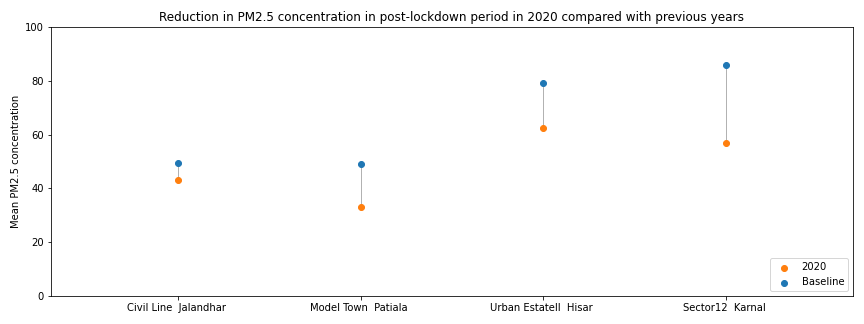 Reduction in PM2.5 concentration in post-lockdown period in 2020 compared with previous years
Mean PM2.5 concentration
100
80
60
40
20
0
Civil Line  Jalandhar
Model Town  Patiala
Urban EstateII  Hisar
Sector12  Karnal
2020
Baseline